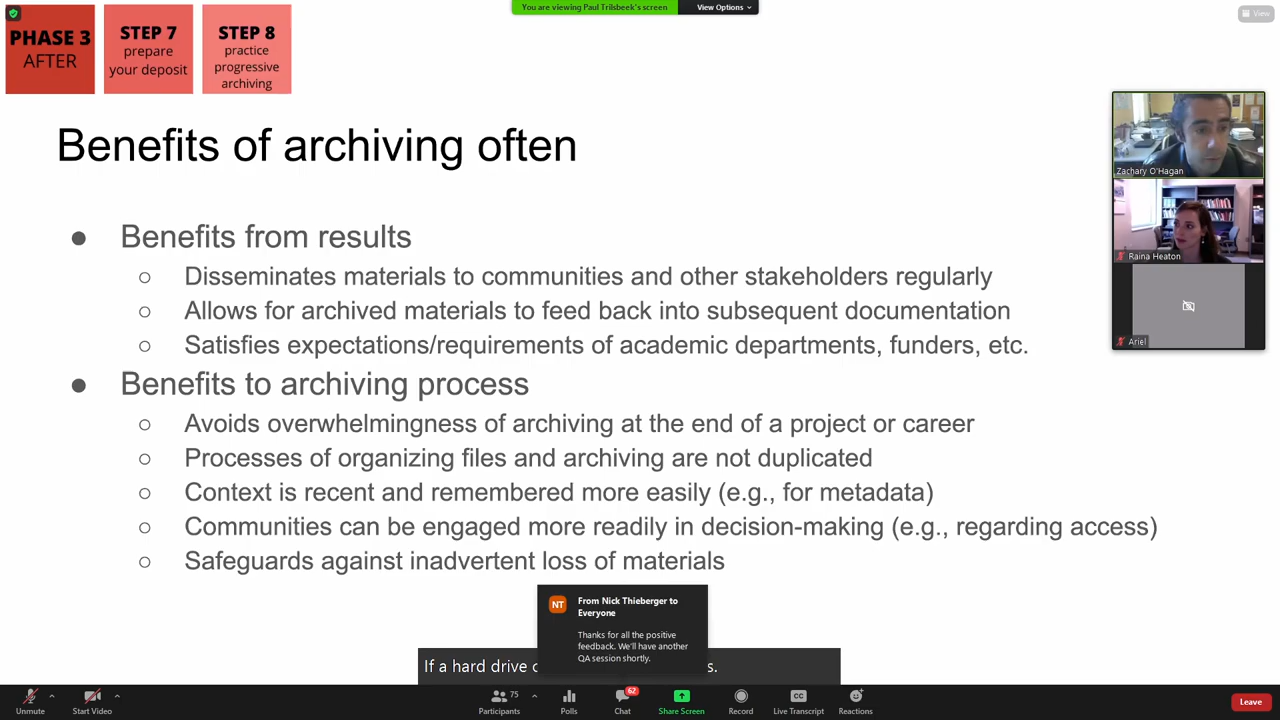 You are viewing Paul Trilsbeek's screen
View Options
View
PHASE 3
AFTER
STEP 7
prepare
your deposit
STEP 8
practice
progressive
archiving
Benefits of archiving often
Zachary O'Hagan
Raina Heaton
Ariel
● Benefits from results
○ Disseminates materials to communities and other stakeholders regularly
○ Allows for archived materials to feed back into subsequent documentation
○ Satisfies expectations/requirements of academic departments, funders, etc.
● Benefits to archiving process
○ Avoids overwhelmingness of archiving at the end of a project or career
○ Processes of organizing files and archiving are not duplicated
○ Context is recent and remembered more easily (e.g., for metadata)
○ Communities can be engaged more readily in decision-making (e.g., regarding access)
○ Safeguards against inadvertent loss of materials
NT
From Nick Thieberger to
Everyone
Thanks for all the positive
feedback. We'll have another
QA session shortly.
If a hard drive
Unmute
Start Video
Participants
75
Polls
Chat
62
Share Screen
Record
CC
Live Transcript
Reactions
Leave